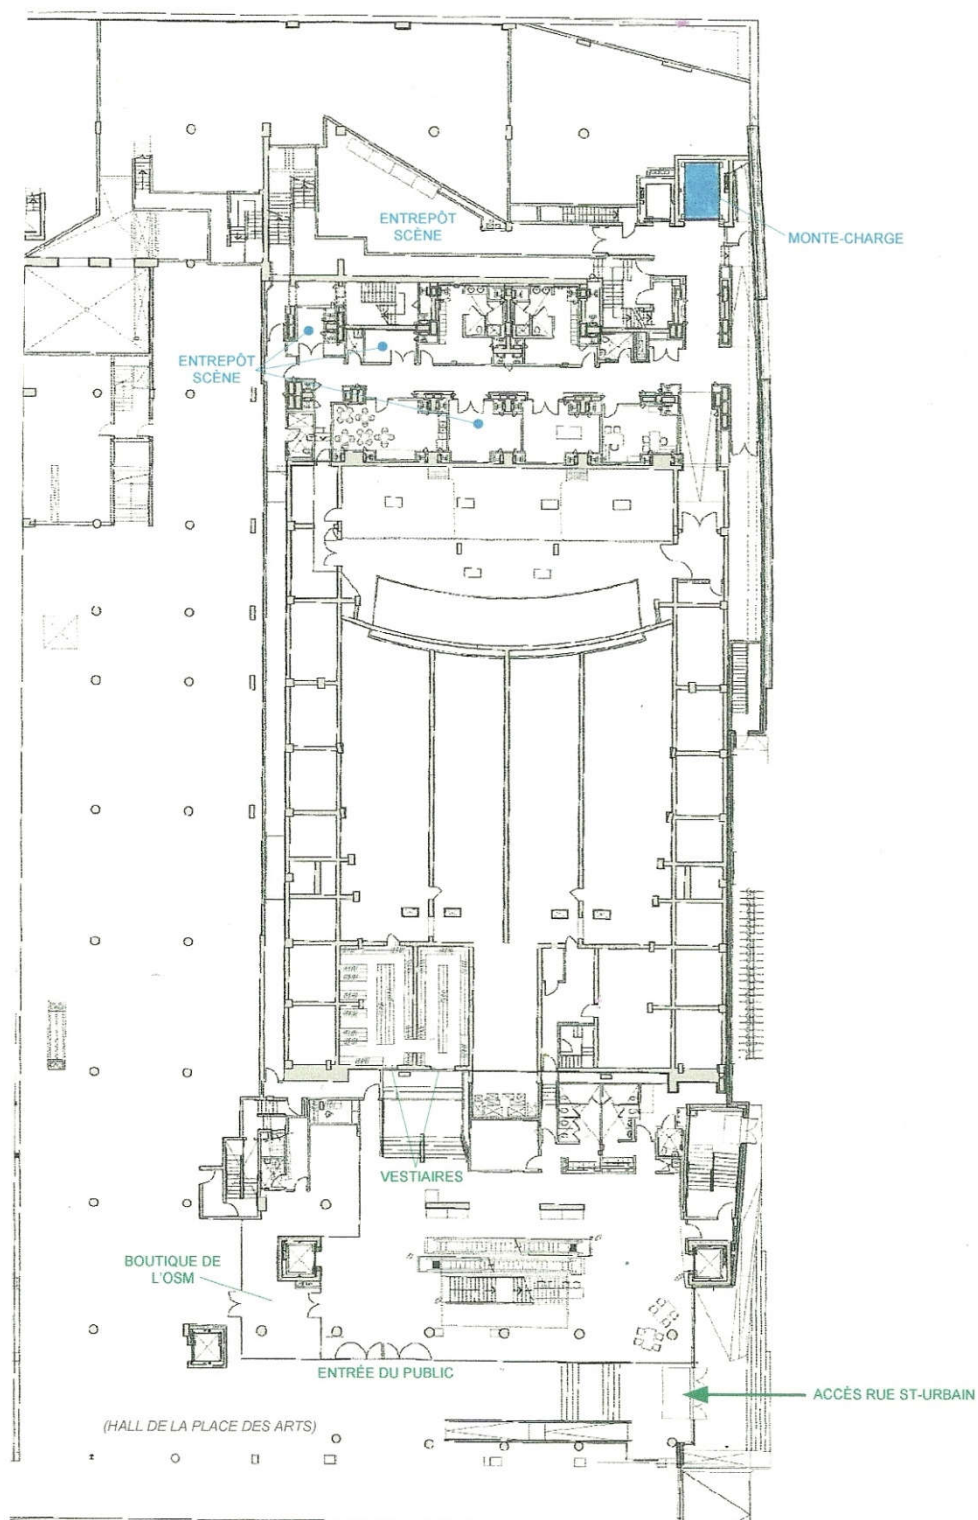 ENTREPÔT
SCÈNE
MONTE-CHARGE
ENTREPÔT
SCÈNE
VESTIAIRES
BOUTIQUE DE
L'OSM
ENTRÉE DU PUBLIC
ACCÈS RUE ST-URBAIN
(HALL DE LA PLACE DES ARTS)